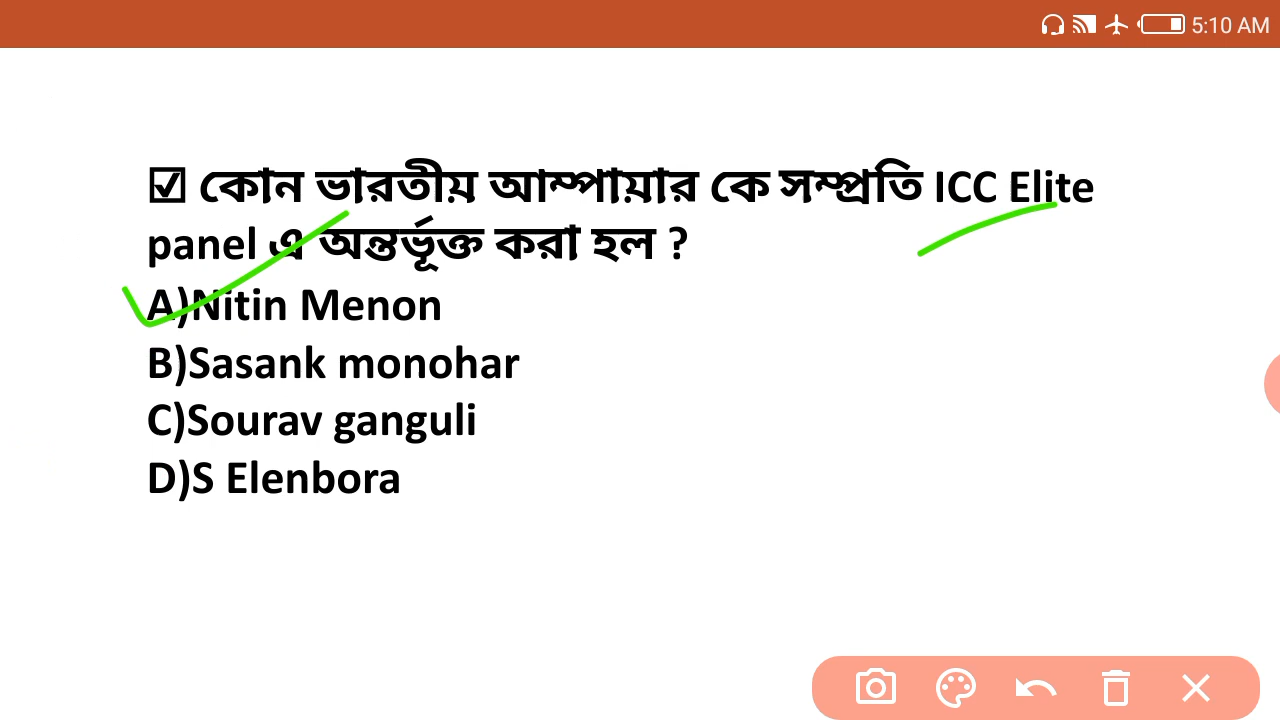 5:10 AM
☑ কোন ভারতীয় আম্পায়ার কে সম্প্রতি ICC Elite
panel এ অন্তর্ভূক্ত করা হল ?
A)Nitin Menon
B)Sasank monohar
C)Sourav ganguli
D)S Elenbora